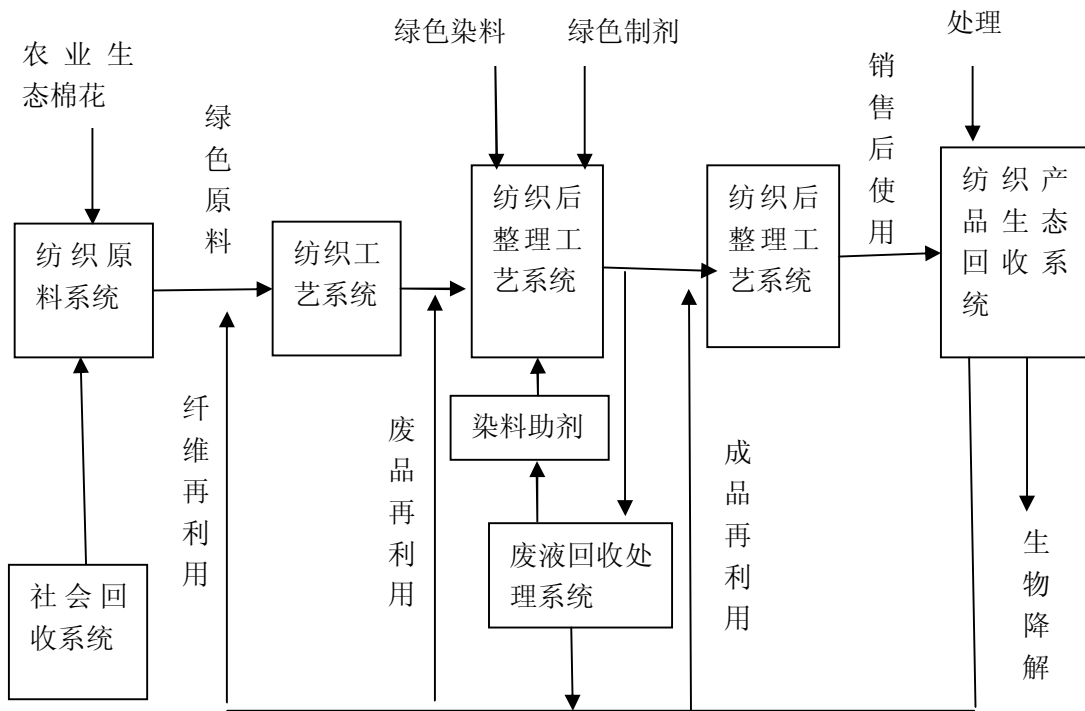 绿色染料
绿色制剂
处理
农业生
态棉花
绿色原料
销售后使用
纺织原
料系统
纺织工
艺系统
纺织后
整理工
艺系统
纺织后
整理工
艺系统
纺织产
品生态
回收系
统
纤维再利用
废品再利用
染料助剂
成品再利用
废液回收处
理系统
生物降解
社会回
收系统